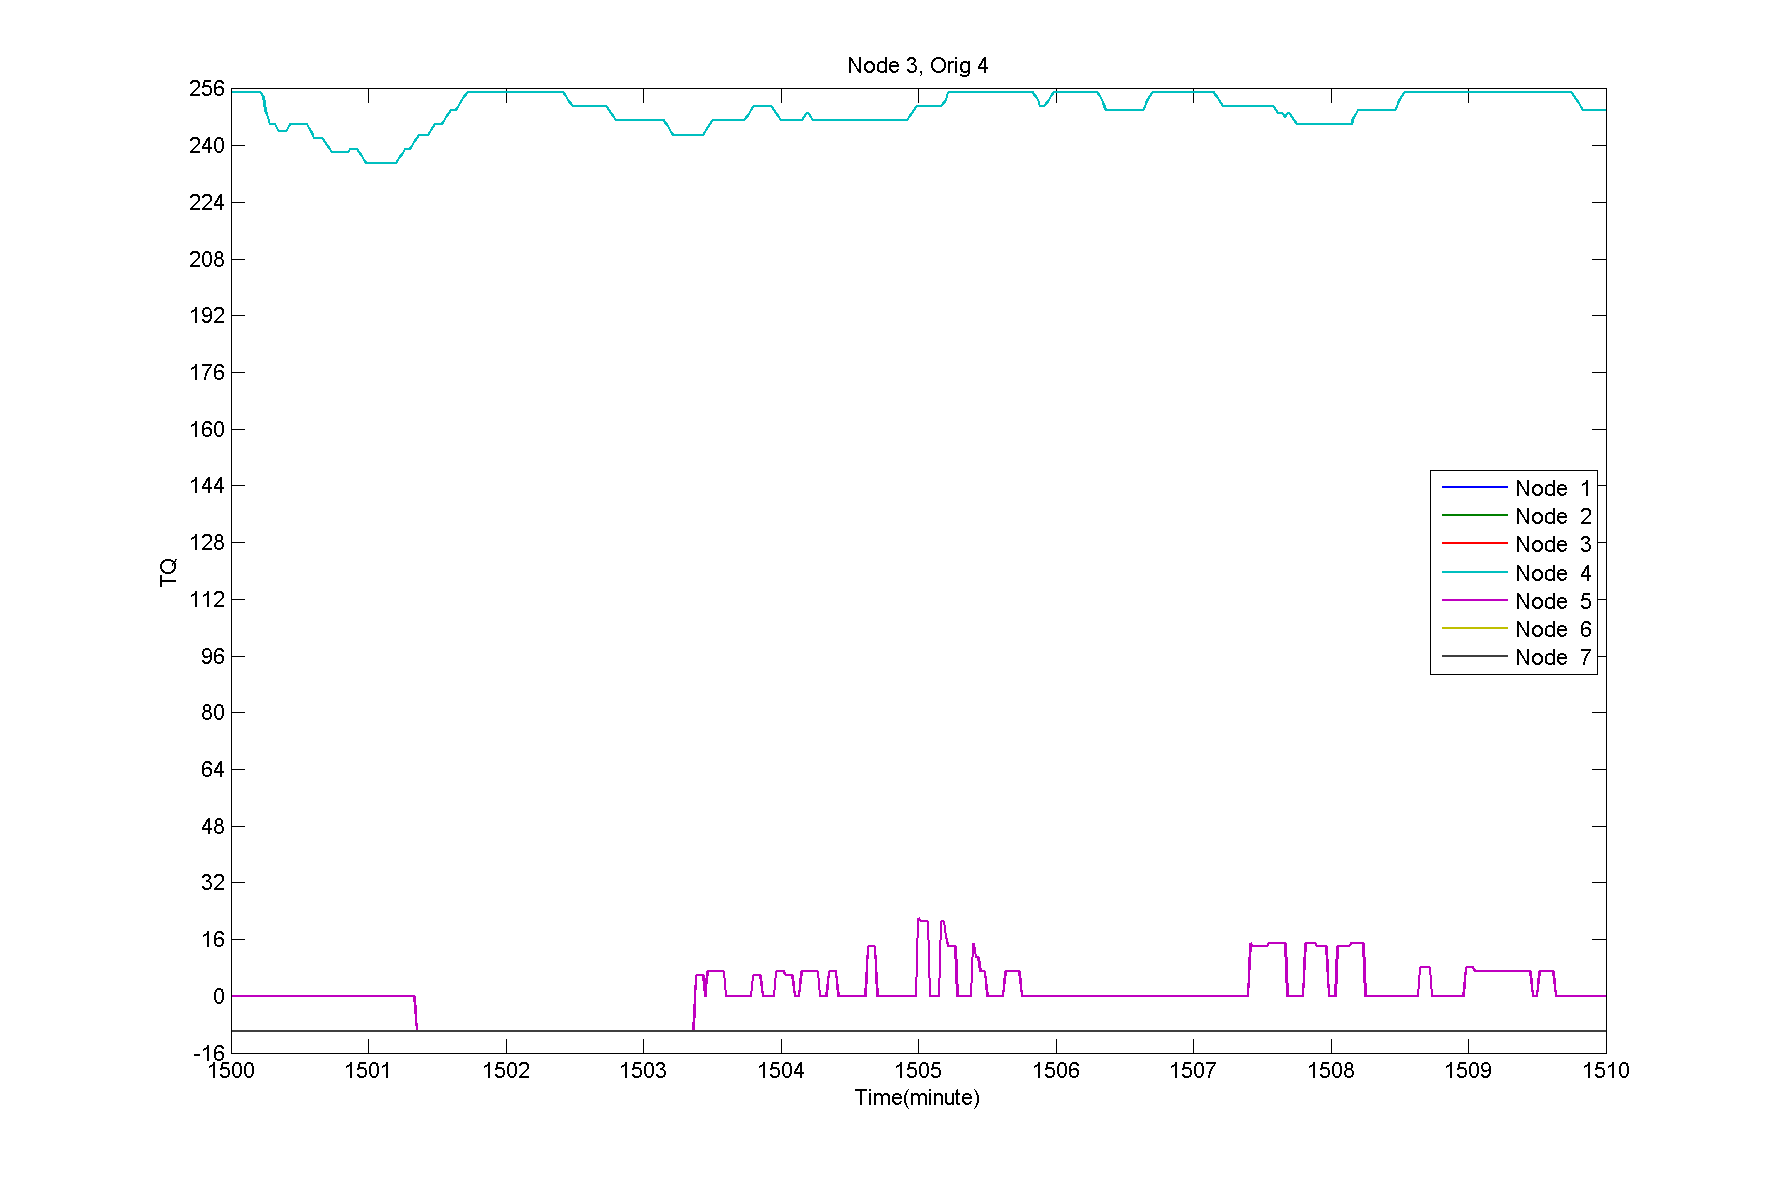 Node 3, Orig 4
256
240
224
208
192
176
160
144
128
112
96
80
64
48
32
16
0
-16
TQ
Node 1
Node 2
Node 3
Node 4
Node 5
Node 6
Node 7
1500 1501 1502 1503 1504 1505 1506 1507 1508 1509 1510
Time(minute)